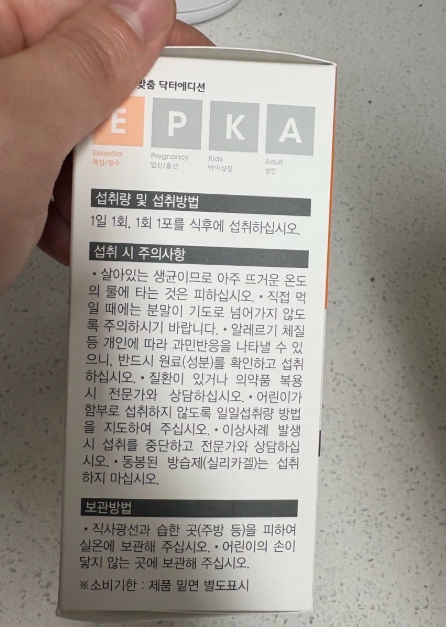 맞춤 닥터에디션
E P K A
Essential Pregnancy Kids Adult
핵심/필수 임신/출산 아이성장 성인
섭취량 및 섭취방법
1일 1회, 1회 1포를 식후에 섭취하십시오.
섭취 시 주의사항
• 살아있는 생균이므로 아주 뜨거운 온도
의 물에 타는 것은 피하십시오. • 직접 먹
일 때에는 분말이 기도로 넘어가지 않도
록 주의하시기 바랍니다. • 알레르기 체질
등 개인에 따라 과민반응을 나타낼 수 있
으니, 반드시 원료(성분)를 확인하고 섭취
하십시오. • 질환이 있거나 의약품 복용
시 전문가와 상담하십시오. • 어린이가
함부로 섭취하지 않도록 일일섭취량 방법
을 지도하여 주십시오. • 이상사례 발생
시 섭취를 중단하고 전문가와 상담하십
시오. • 동봉된 방습제(실리카겔)는 섭취
하지 마십시오.
보관방법
• 직사광선과 습한 곳(주방 등)을 피하여
실온에 보관해 주십시오. • 어린이의 손이
닿지 않는 곳에 보관해 주십시오.
※소비기한 : 제품 밑면 별도표시